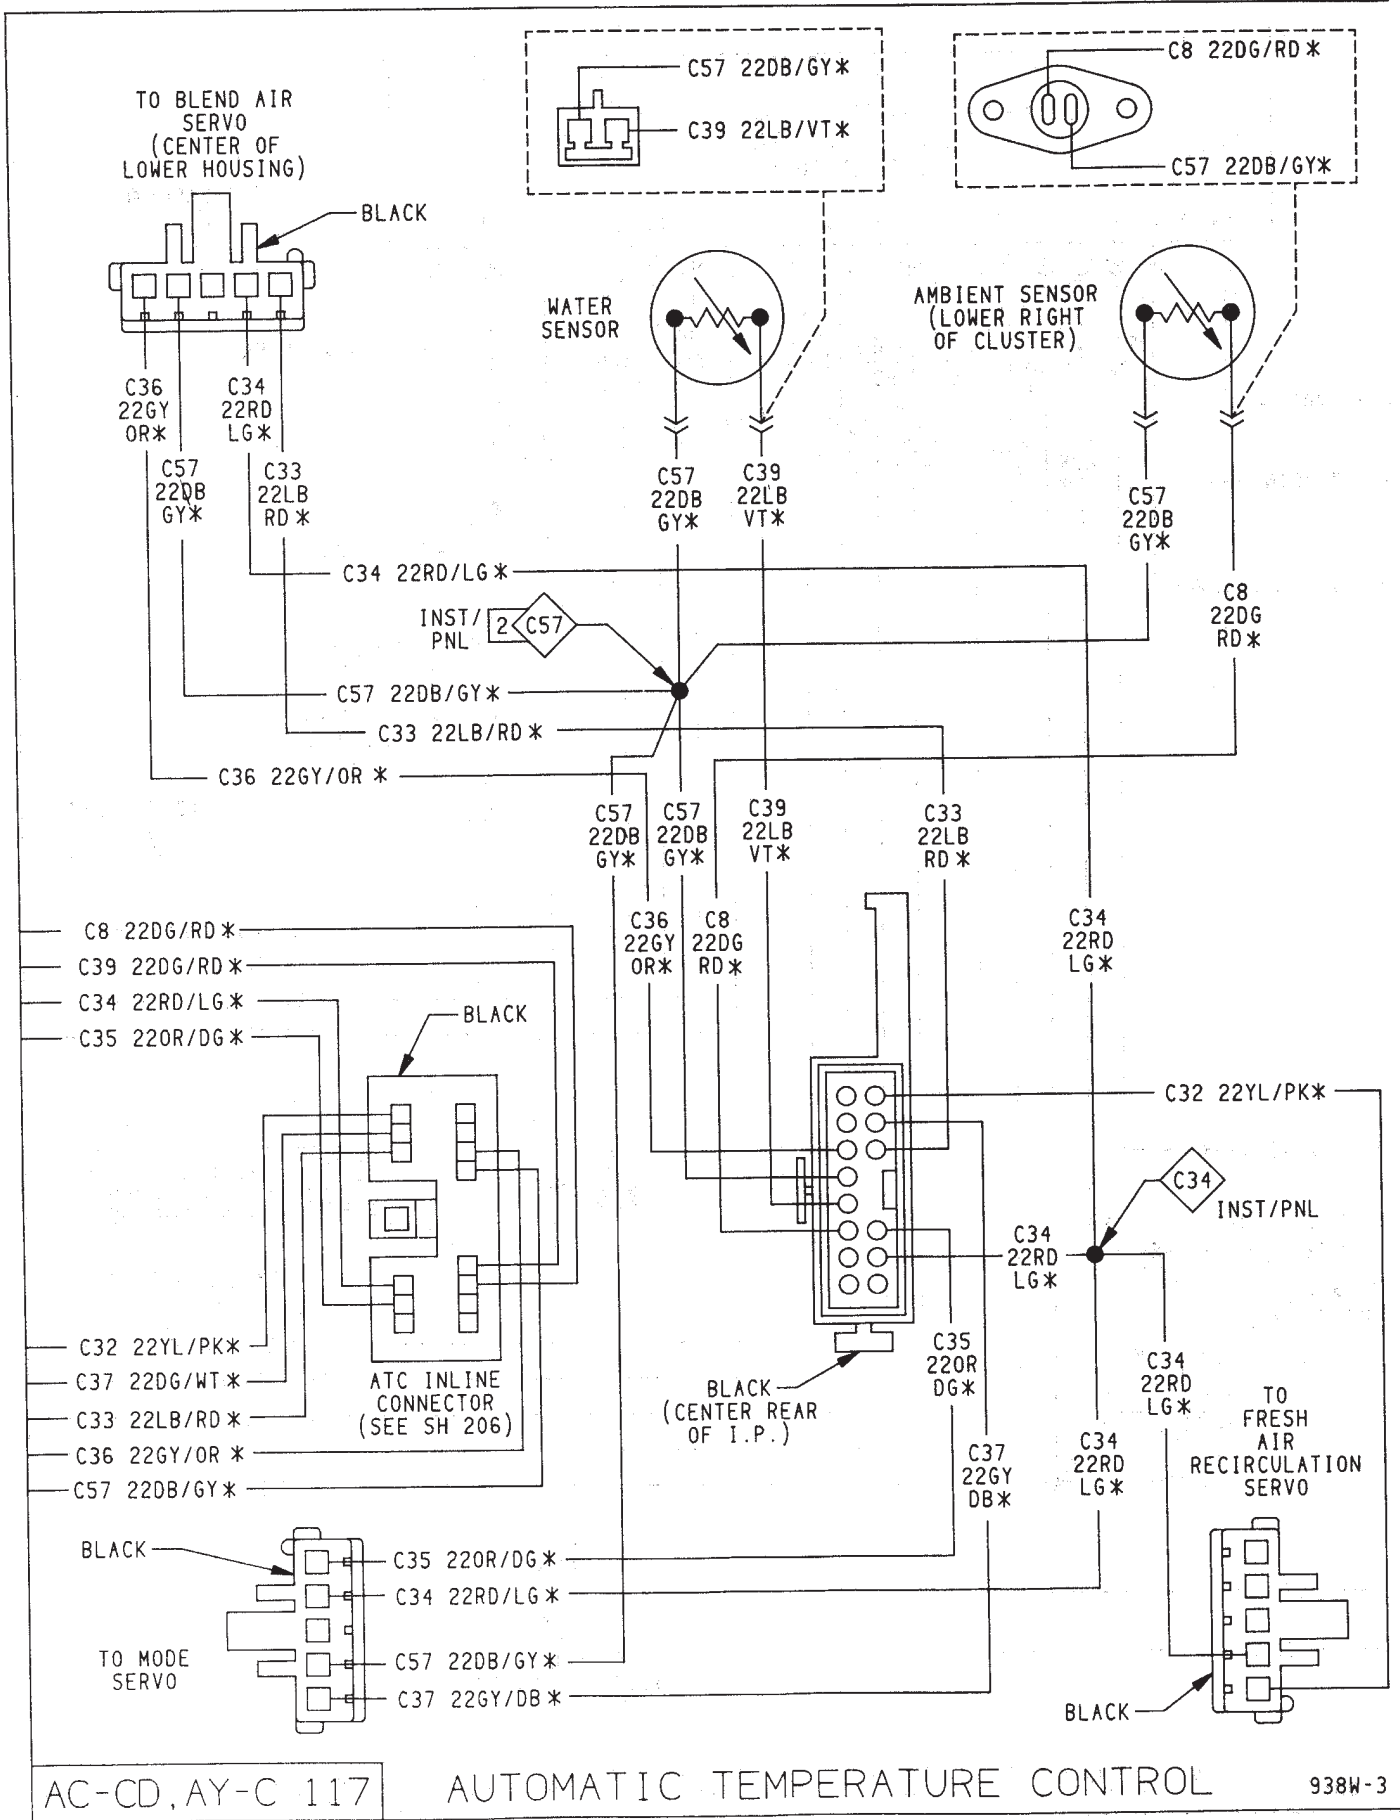 C57 22DB/GY*
C39 22LB/VT*
C8 22DG/RD*
C57 22DB/GY*
TO BLEND AIR
SERVO
(CENTER OF
LOWER HOUSING)
BLACK
WATER
SENSOR
AMBIENT SENSOR
(LOWER RIGHT
OF CLUSTER)
C36
22GY
OR*
C34
22RD
LG*
C57
22DB
GY*
C33
22LB
RD*
C57
22DB
GY*
C39
22LB
VT*
C57
22DB
GY*
C8
22DG
RD*
C34 22RD/LG*
INST/
PNL
2
C57
C57 22DB/GY*
C33 22LB/RD*
C36 22GY/OR *
C57
22DB
GY*
C57
22DB
GY*
C39
22LB
VT*
C33
22LB
RD*
C36
22GY
OR*
C8
22DG
RD*
C34
22RD
LG*
C8 22DG/RD*
C39 22DG/RD*
C34 22RD/LG*
C35 22OR/DG*
BLACK
C32 22YL/PK*
C34
INST/PNL
C34
22RD
LG*
C32 22YL/PK*
C37 22DG/WT*
C33 22LB/RD*
C36 22GY/OR *
C57 22DB/GY*
ATC INLINE
CONNECTOR
(SEE SH 206)
BLACK
(CENTER REAR
OF I.P.)
C35
22OR
DG*
C37
22GY
DB*
C34
22RD
LG*
C34
22RD
LG*
TO
FRESH
AIR
RECIRCULATION
SERVO
BLACK
C35 22OR/DG*
C34 22RD/LG*
C57 22DB/GY*
C37 22GY/DB*
TO MODE
SERVO
BLACK
AC-CD,AY-C 117
AUTOMATIC TEMPERATURE CONTROL
938W-3